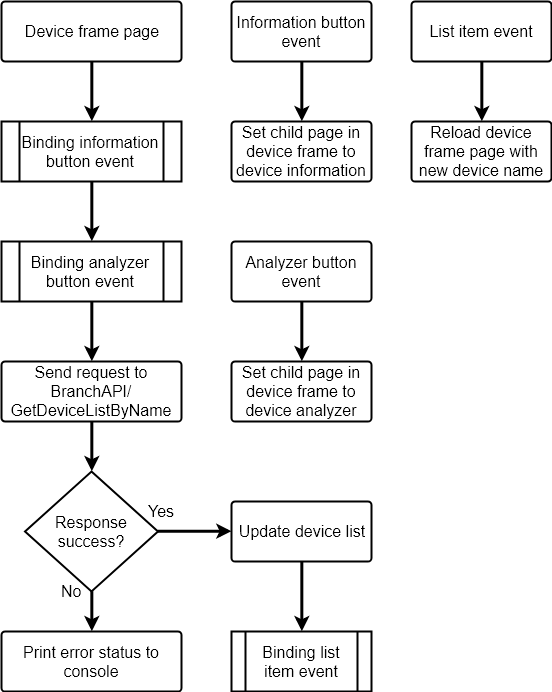 Device frame page
Binding information
button event
Binding analyzer
button event
Send request to
BranchAPI/
GetDeviceListByName
Response
success?
Yes
No
Print error status to
console
Update device list
Binding list
item event
Information button
event
Set child page in
device frame to
device information
Analyzer button
event
Set child page in
device frame to
device analyzer
List item event
Reload device
frame page with
new device name